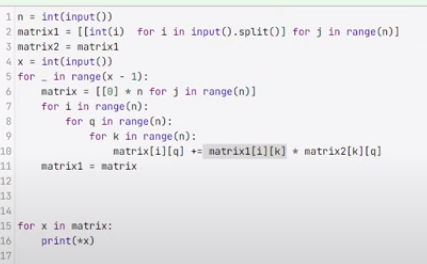 1 n = int(input())
2 matrix1 = [[int(i)  for i in input().split()] for j in range(n)]
3 matrix2 = matrix1
4 x = int(input())
5 for _ in range(x - 1):
6     matrix = [[0] * n for j in range(n)]
7     for i in range(n):
8         for q in range(n):
9             for k in range(n):
10                 matrix[i][q] += matrix1[i][k] * matrix2[k][q]
11     matrix1 = matrix
12
13
14
15 for x in matrix:
16     print(*x)
17